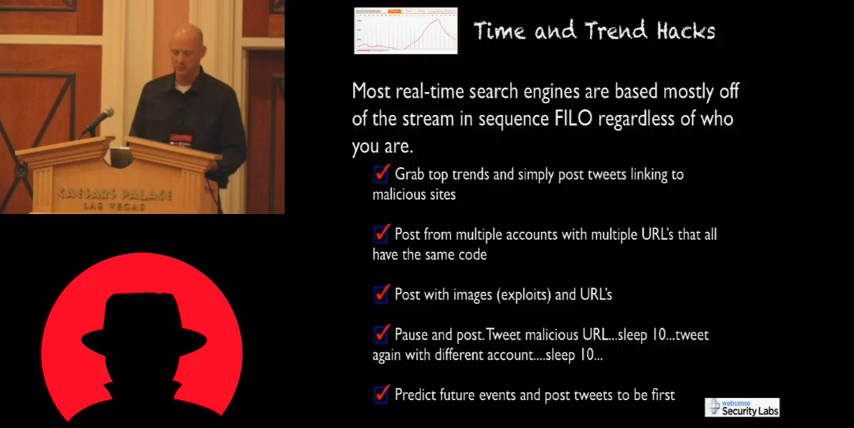 Time and Trend Hacks
Most real-time search engines are based mostly off
of the stream in sequence FILO regardless of who
you are.
Grab top trends and simply post tweets linking to
malicious sites
Post from multiple accounts with multiple URL's that all
have the same code
Post with images (exploits) and URL's
Pause and post. Tweet malicious URL...sleep 10...tweet
again with different account....sleep 10...
Predict future events and post tweets to be first
CAESARS PALACE
LAS VEGAS
websense
Security Labs